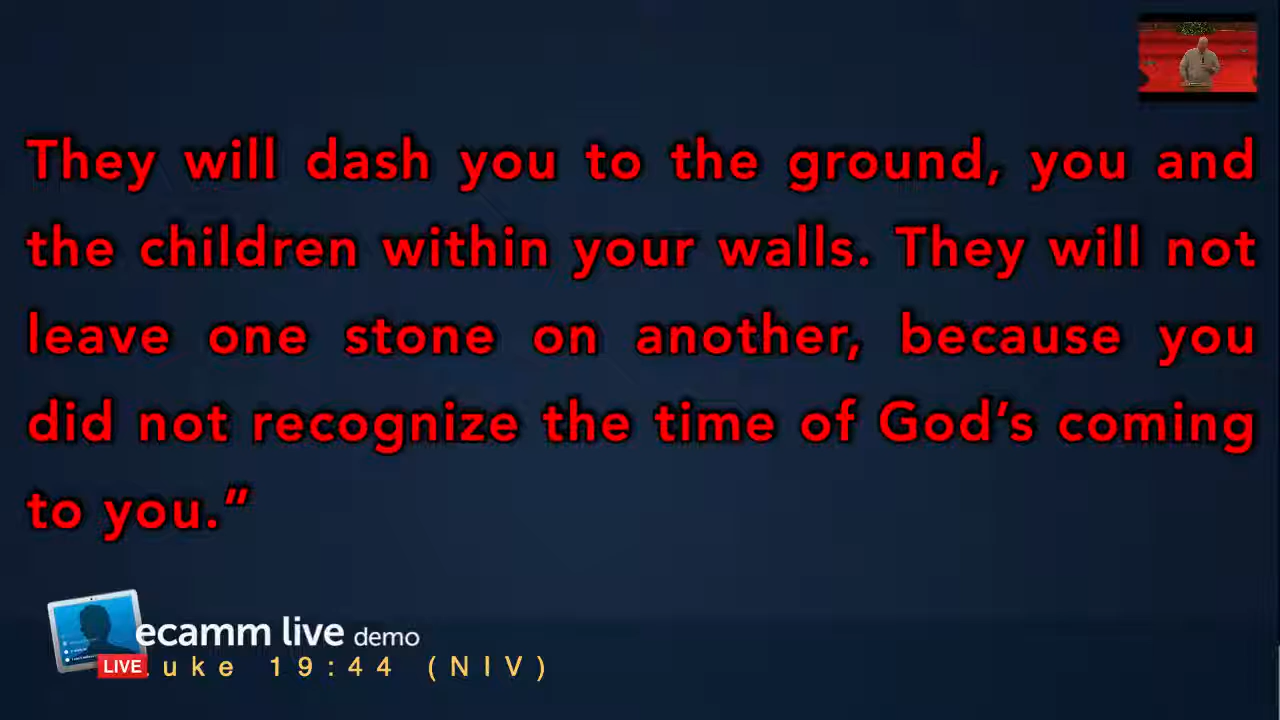 They will dash you to the ground, you and
the children within your walls. They will not
leave one stone on another, because you
did not recognize the time of God’s coming
to you.”
ecamm live demo
LIVE
uke 19:44 (NIV)